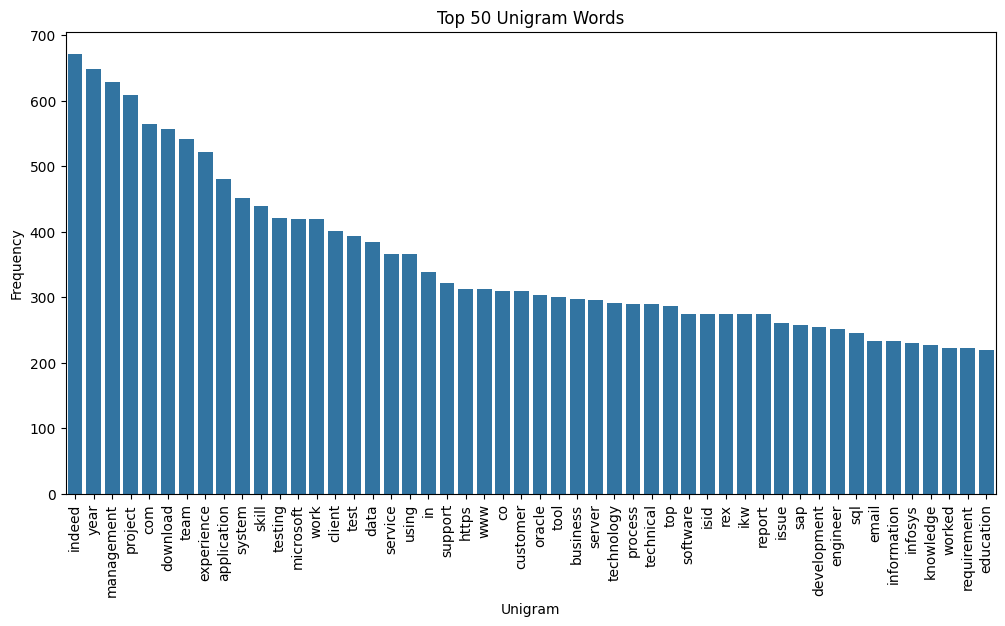 Top 50 Unigram Words
Frequency
700
600
500
400
300
200
100
0
indeed
year
management
project
com
download
team
experience
application
system
skill
testing
microsoft
work
client
test
data
service
using
in
support
https
www
co
customer
oracle
tool
business
server
technology
process
technical
top
software
isid
rex
ikw
report
issue
sap
development
engineer
sql
email
information
infosys
knowledge
worked
requirement
education
Unigram